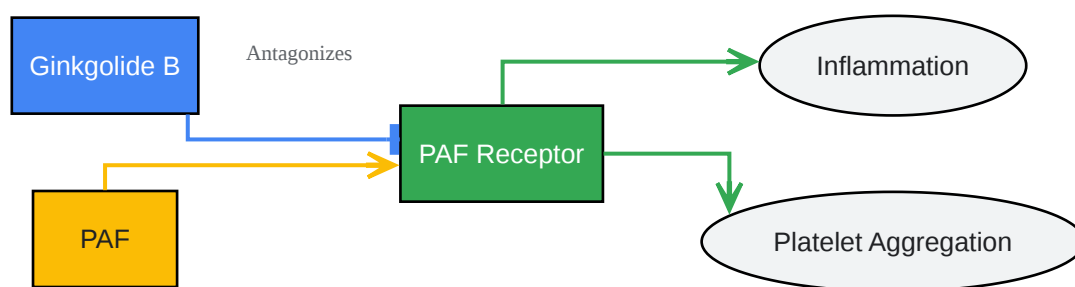 Ginkgolide B
Antagonizes
Inflammation
PAF Receptor
PAF
Platelet Aggregation